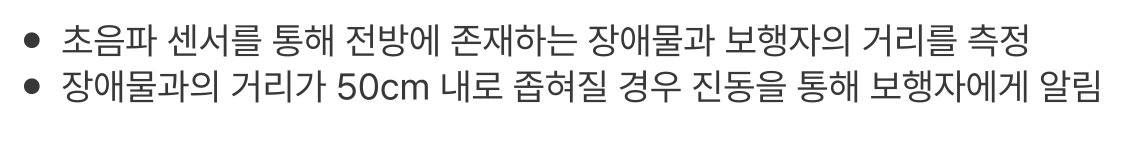 • 초음파 센서를 통해 전방에 존재하는 장애물과 보행자의 거리를 측정
• 장애물과의 거리가 50cm 내로 좁혀질 경우 진동을 통해 보행자에게 알림